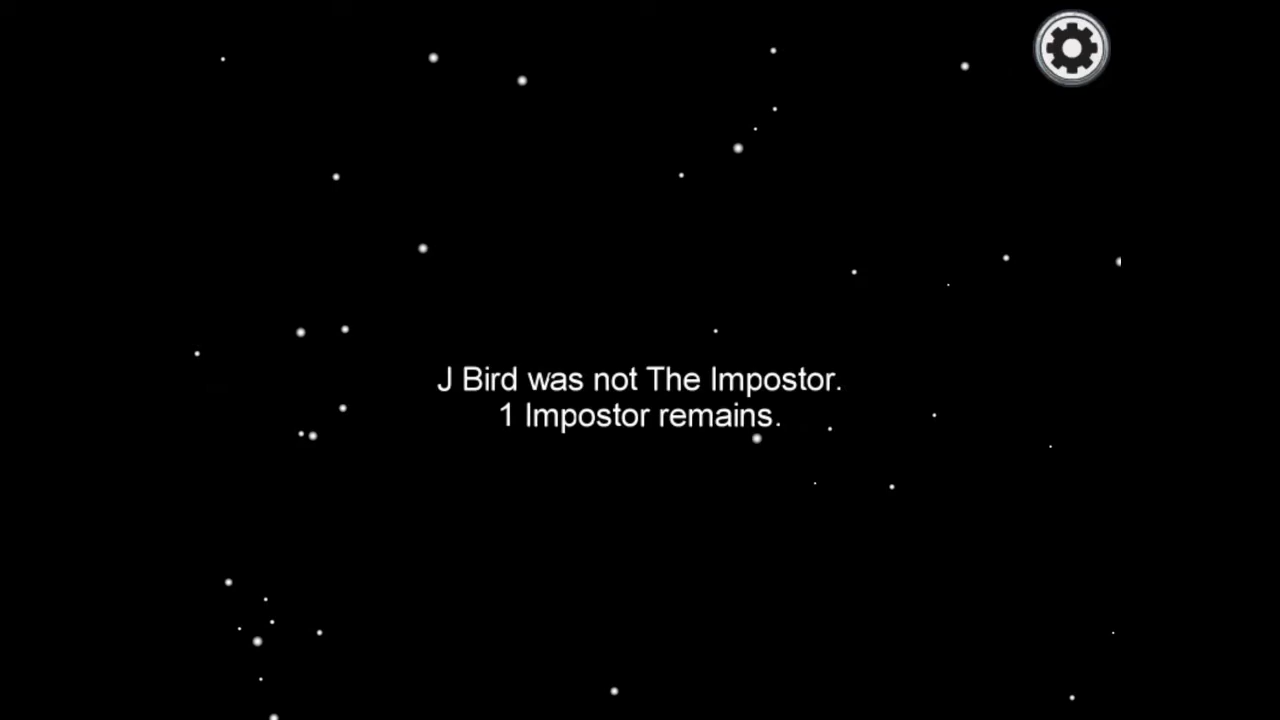 J Bird was not The Impostor.
1 Impostor remains.